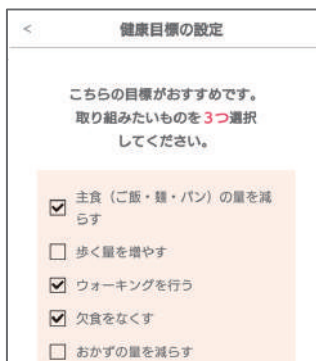 <
健康目標の設定
こちらの目標がおすすめです。
取り組みたいものを3つ選択
してください。
主食（ご飯・麺・パン）の量を減
らす
歩く量を増やす
ウォーキングを行う
欠食をなくす
おかずの量を減らす